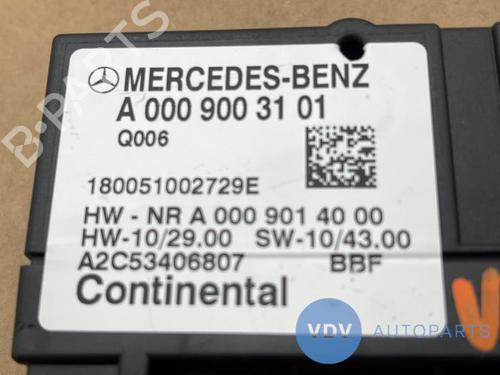 MERCEDES-BENZ
A 000 900 31 01
Q006
180051002729E
HW - NR A 000 901 40 00
HW-10/29.00 SW-10/43.00
A2C53406807 BBF
Continental
VDV AUTOPARTS
B-PARTS